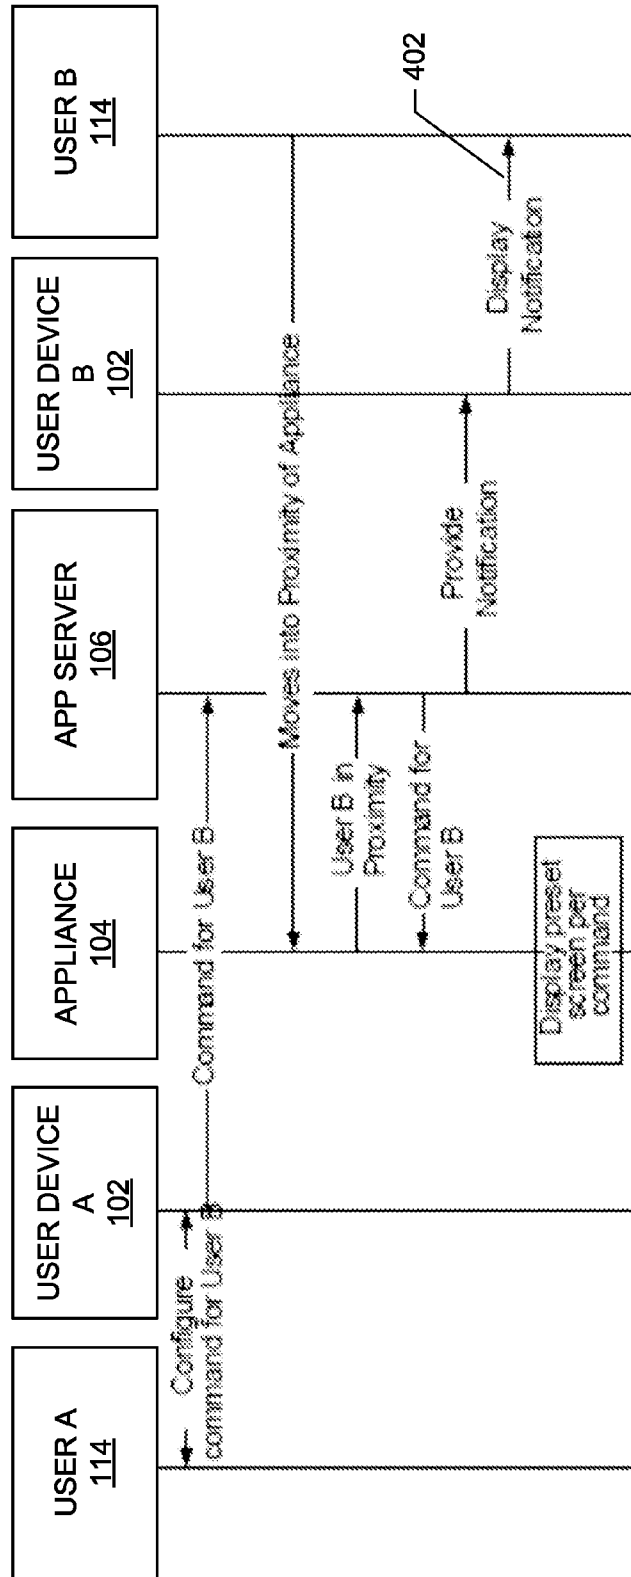 USER A
114
USER DEVICE
A
102
APPLIANCE
104
APP SERVER
106
USER DEVICE
B
102
USER B
114
Configure
command for User B
Command for User B
Moves into Proximity of Appliance
User B in
Proximity
Command for
User B
Provide
Notification
Display
Notification
402
Display preset
screen per
command